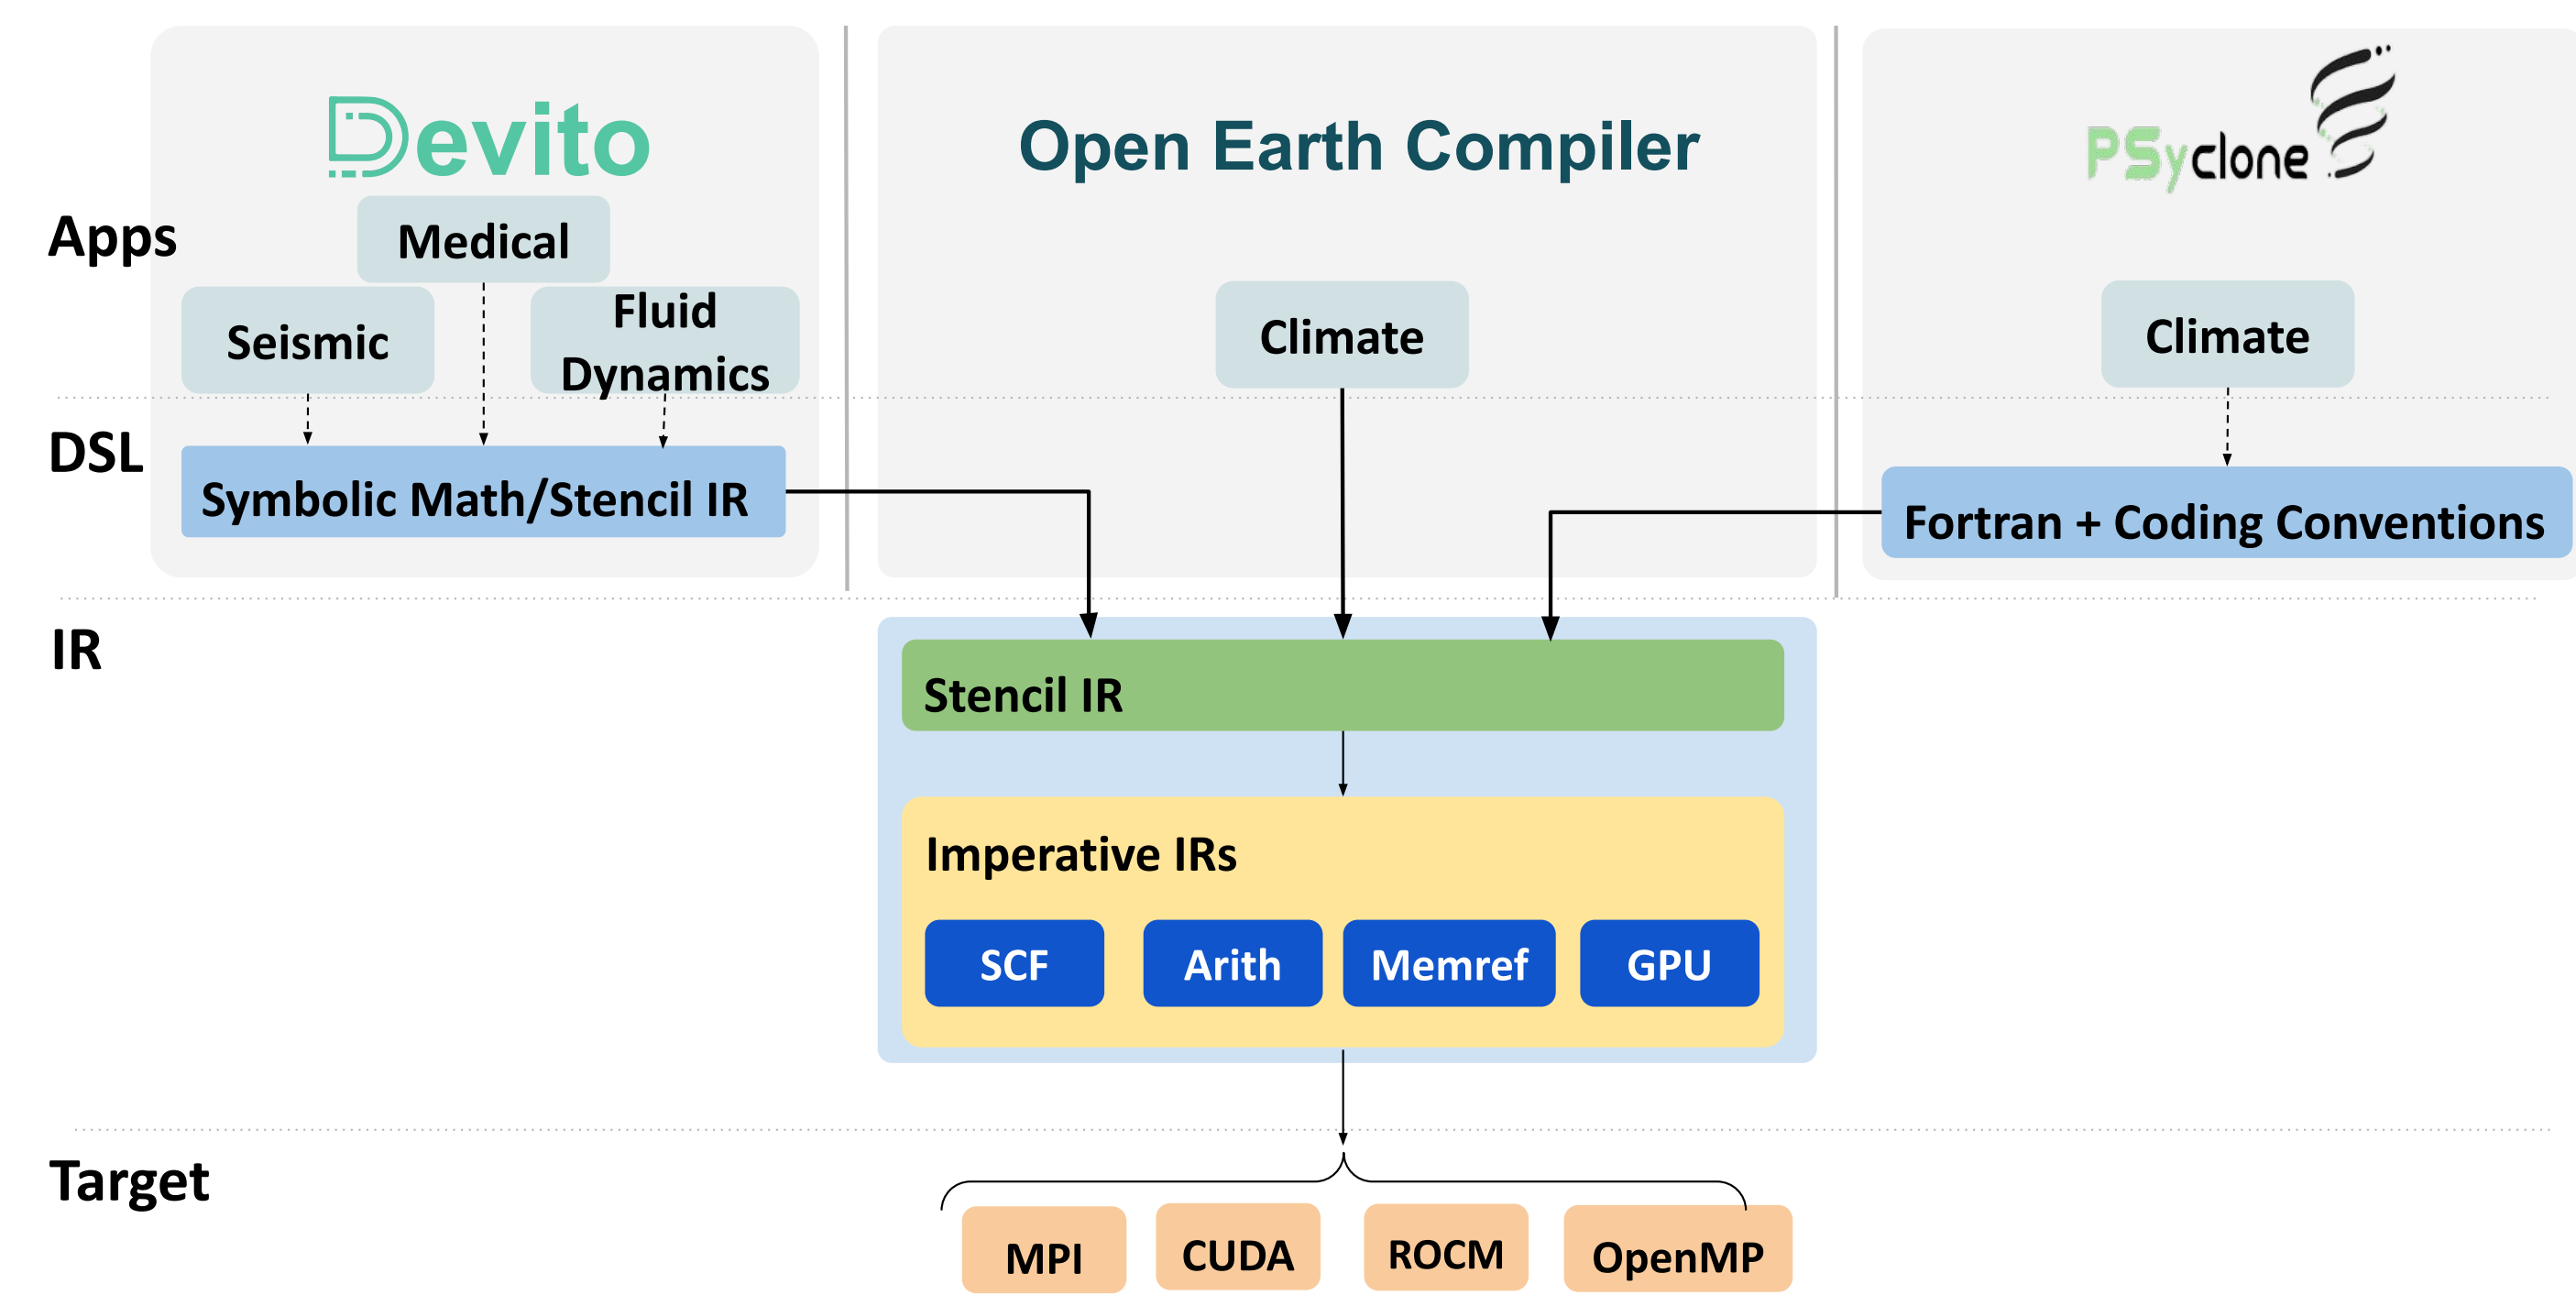 Devito
Open Earth Compiler
PSyclone
Apps
Medical
Seismic
Fluid
Dynamics
Climate
Climate
DSL
Symbolic Math/Stencil IR
Fortran + Coding Conventions
IR
Stencil IR
Imperative IRs
SCF
Arith
Memref
GPU
Target
MPI
CUDA
ROCM
OpenMP